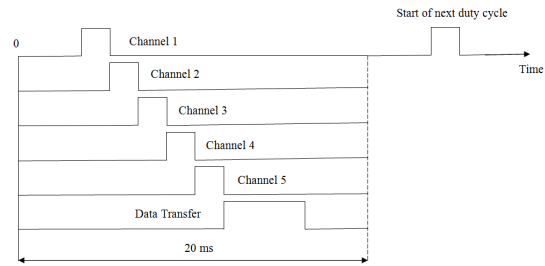 Start of next duty cycle
0
Channel 1
Time
Channel 2
Channel 3
Channel 4
Channel 5
Data Transfer
20 ms